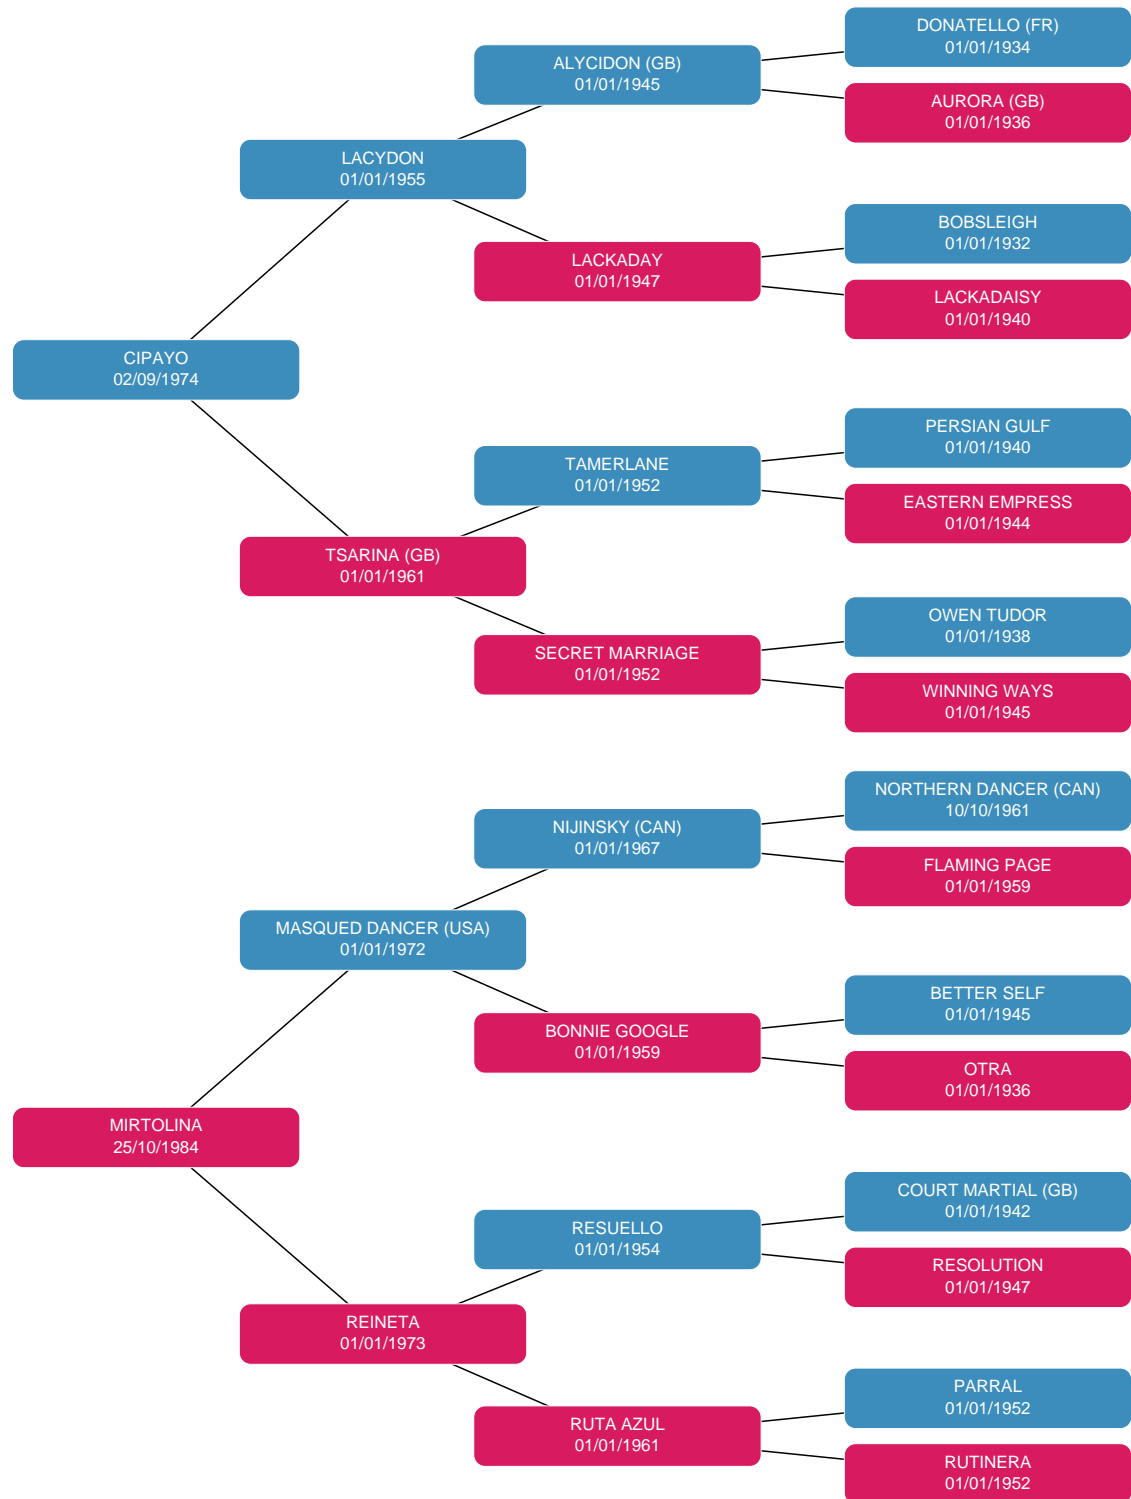 DONATELLO (FR)
01/01/1934
ALYCIDON (GB)
01/01/1945
AURORA (GB)
01/01/1936
LACYDON
01/01/1955
BOBSLEIGH
01/01/1932
LACKADAY
01/01/1947
LACKADAISY
01/01/1940
CIPAYO
02/09/1974
PERSIAN GULF
01/01/1940
TAMERLANE
01/01/1952
EASTERN EMPRESS
01/01/1944
TSARINA (GB)
01/01/1961
OWEN TUDOR
01/01/1938
SECRET MARRIAGE
01/01/1952
WINNING WAYS
01/01/1945
NORTHERN DANCER (CAN)
10/10/1961
NIJINSKY (CAN)
01/01/1967
FLAMING PAGE
01/01/1959
MASQUED DANCER (USA)
01/01/1972
BETTER SELF
01/01/1945
BONNIE GOOGLE
01/01/1959
OTRA
01/01/1936
MIRTOLINA
25/10/1984
COURT MARTIAL (GB)
01/01/1942
RESUELLO
01/01/1954
RESOLUTION
01/01/1947
REINETA
01/01/1973
PARRAL
01/01/1952
RUTA AZUL
01/01/1961
RUTINERA
01/01/1952